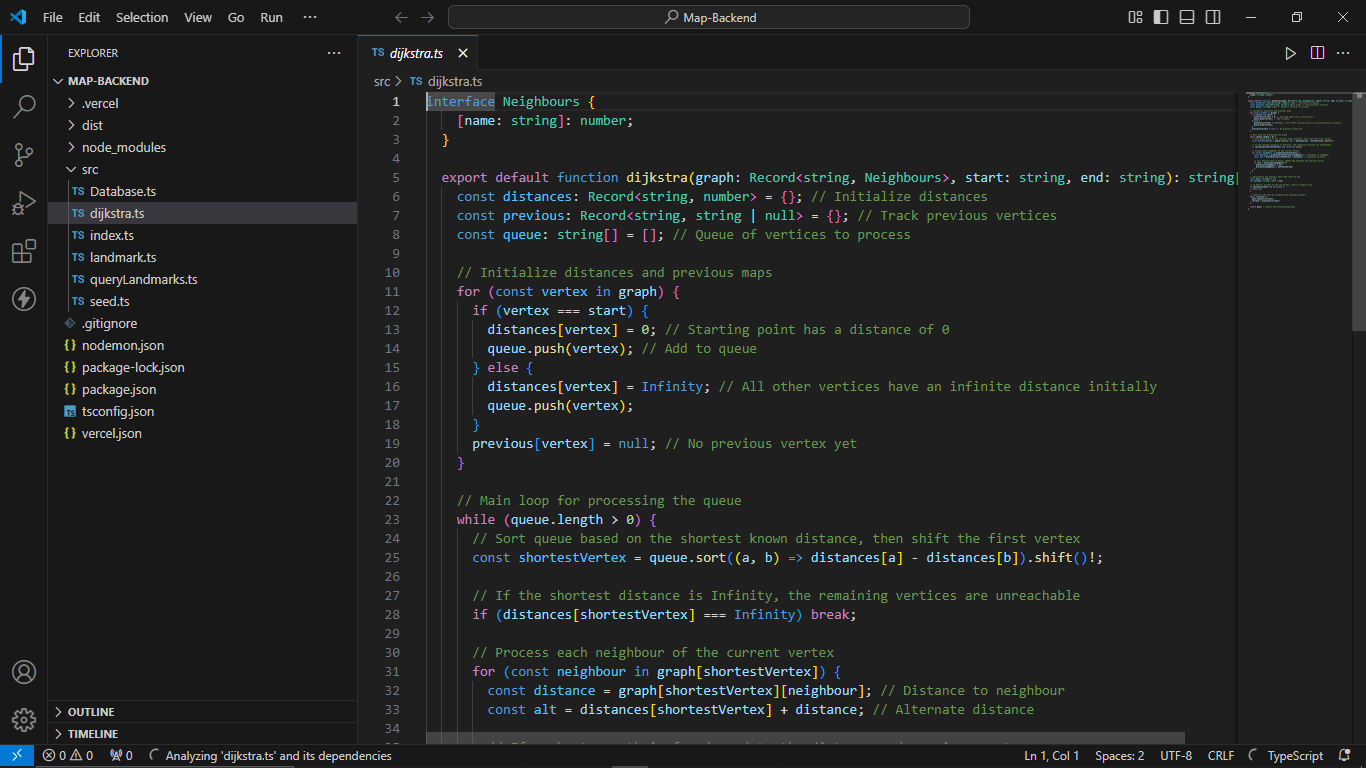 File Edit Selection View Go Run ··· Map-Backend
EXPLORER ···
MAP-BACKEND
.vercel
dist
node_modules
src
TS Database.ts
TS dijkstra.ts
TS index.ts
TS landmark.ts
TS queryLandmarks.ts
TS seed.ts
.gitignore
{} nodemon.json
{} package-lock.json
{} package.json
TS tsconfig.json
{} vercel.json
OUTLINE
TIMELINE
TS dijkstra.ts
src > TS dijkstra.ts
1 interface Neighbours {
2 [name: string]: number;
3 }
4
5 export default function dijkstra(graph: Record<string, Neighbours>, start: string, end: string): string[
6 const distances: Record<string, number> = {}; // Initialize distances
7 const previous: Record<string, string | null> = {}; // Track previous vertices
8 const queue: string[] = []; // Queue of vertices to process
9
10 // Initialize distances and previous maps
11 for (const vertex in graph) {
12 if (vertex === start) {
13 distances[vertex] = 0; // Starting point has a distance of 0
14 queue.push(vertex); // Add to queue
15 } else {
16 distances[vertex] = Infinity; // All other vertices have an infinite distance initially
17 queue.push(vertex);
18 }
19 previous[vertex] = null; // No previous vertex yet
20 }
21
22 // Main loop for processing the queue
23 while (queue.length > 0) {
24 // Sort queue based on the shortest known distance, then shift the first vertex
25 const shortestVertex = queue.sort((a, b) => distances[a] - distances[b]).shift()!;
26
27 // If the shortest distance is Infinity, the remaining vertices are unreachable
28 if (distances[shortestVertex] === Infinity) break;
29
30 // Process each neighbour of the current vertex
31 for (const neighbour in graph[shortestVertex]) {
32 const distance = graph[shortestVertex][neighbour]; // Distance to neighbour
33 const alt = distances[shortestVertex] + distance; // Alternate distance
34
0 0 0 Analyzing 'dijkstra.ts' and its dependencies Ln 1, Col 1 Spaces: 2 UTF-8 CRLF TypeScript